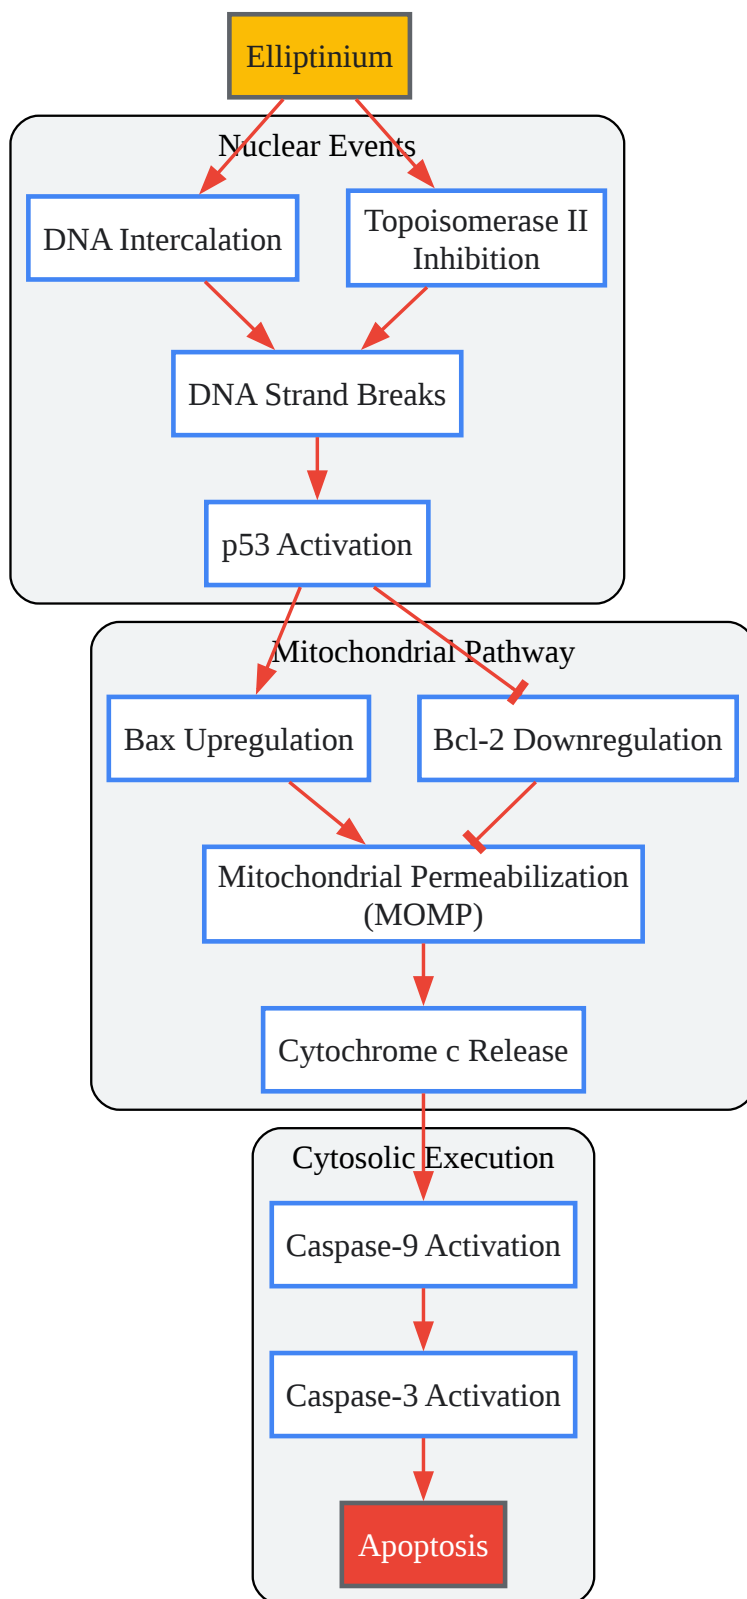 Elliptinium
Nuclear Events
DNA Intercalation
Topoisomerase II
Inhibition
DNA Strand Breaks
p53 Activation
Mitochondrial Pathway
Bax Upregulation
Bcl-2 Downregulation
Mitochondrial Permeabilization
(MOMP)
Cytochrome c Release
Cytosolic Execution
Caspase-9 Activation
Caspase-3 Activation
Apoptosis